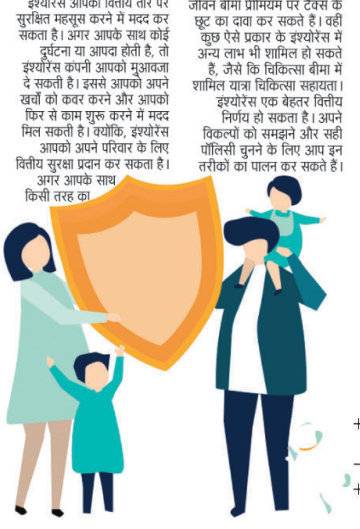 इंश्योरेंस आपको वित्तीय तौर पर
सुरक्षित महसूस करने में मदद कर
सकता है। अगर आपके साथ कोई
दुर्घटना या आपदा होती है, तो
इंश्योरेंस कंपनी आपको मुआवजा
दे सकती है। इससे आपको अपने
खर्चों को कवर करने और आपको
फिर से काम शुरू करने में मदद
मिल सकती है। क्योंकि, इंश्योरेंस
आपको अपने परिवार के लिए
वित्तीय सुरक्षा प्रदान कर सकता है।
अगर आपके साथ
किसी तरह का
जीवन बीमा प्रीमियम पर टैक्स के
छूट का दावा कर सकते हैं। वहीं
कुछ ऐसे प्रकार के इंश्योरेंस में
अन्य लाभ भी शामिल हो सकते
हैं, जैसे कि चिकित्सा बीमा में
शामिल यात्रा चिकित्सा सहायता।
इंश्योरेंस एक बेहतर वित्तीय
निर्णय हो सकता है। अपने
विकल्पों को समझने और सही
पॉलिसी चुनने के लिए आप इन
तरीकों का पालन कर सकते हैं।